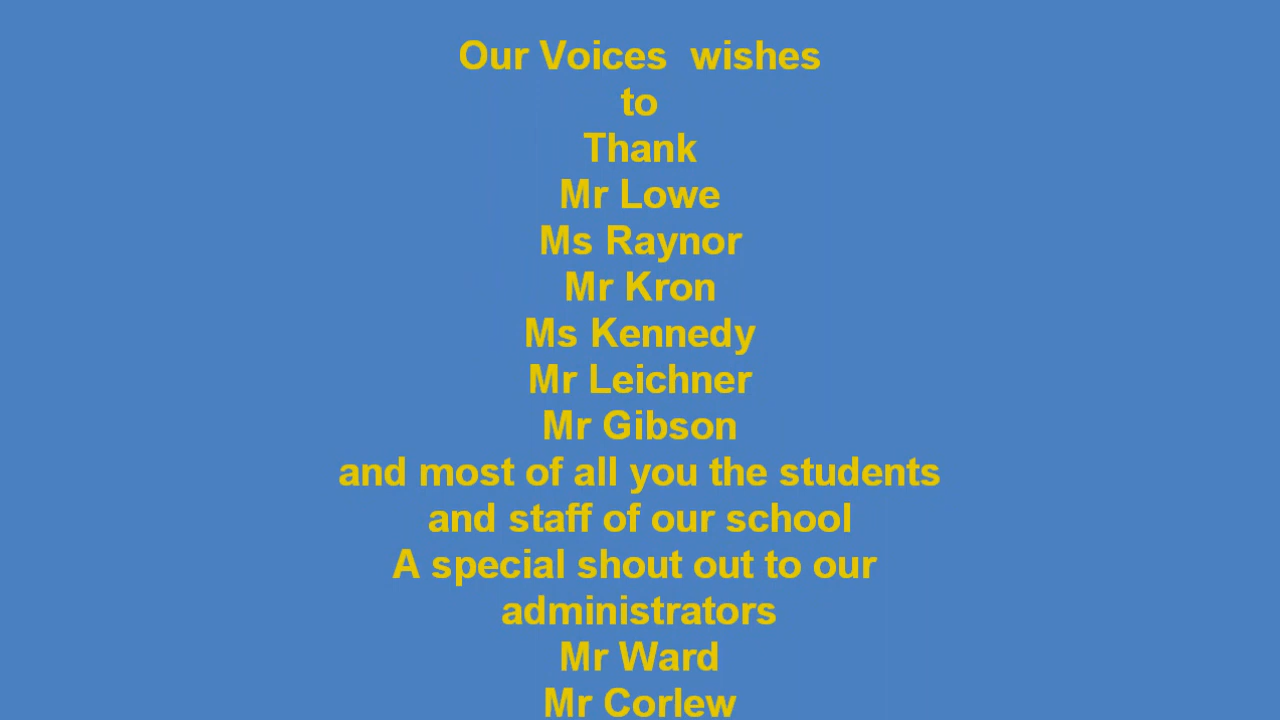 Our Voices  wishes
to
Thank
Mr Lowe
Ms Raynor
Mr Kron
Ms Kennedy
Mr Leichner
Mr Gibson
and most of all you the students
and staff of our school
A special shout out to our
administrators
Mr Ward
Mr Corlew